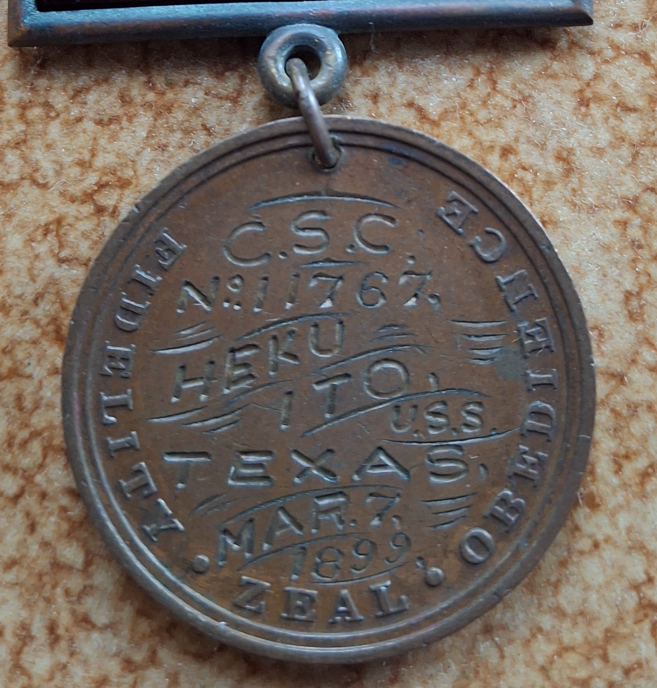 C.S.C.
No. 11767.
HEKU
ITO,
U.S.S.
TEXAS,
MAR. 7,
1899.
FIDELITY • ZEAL • OBEDIENCE